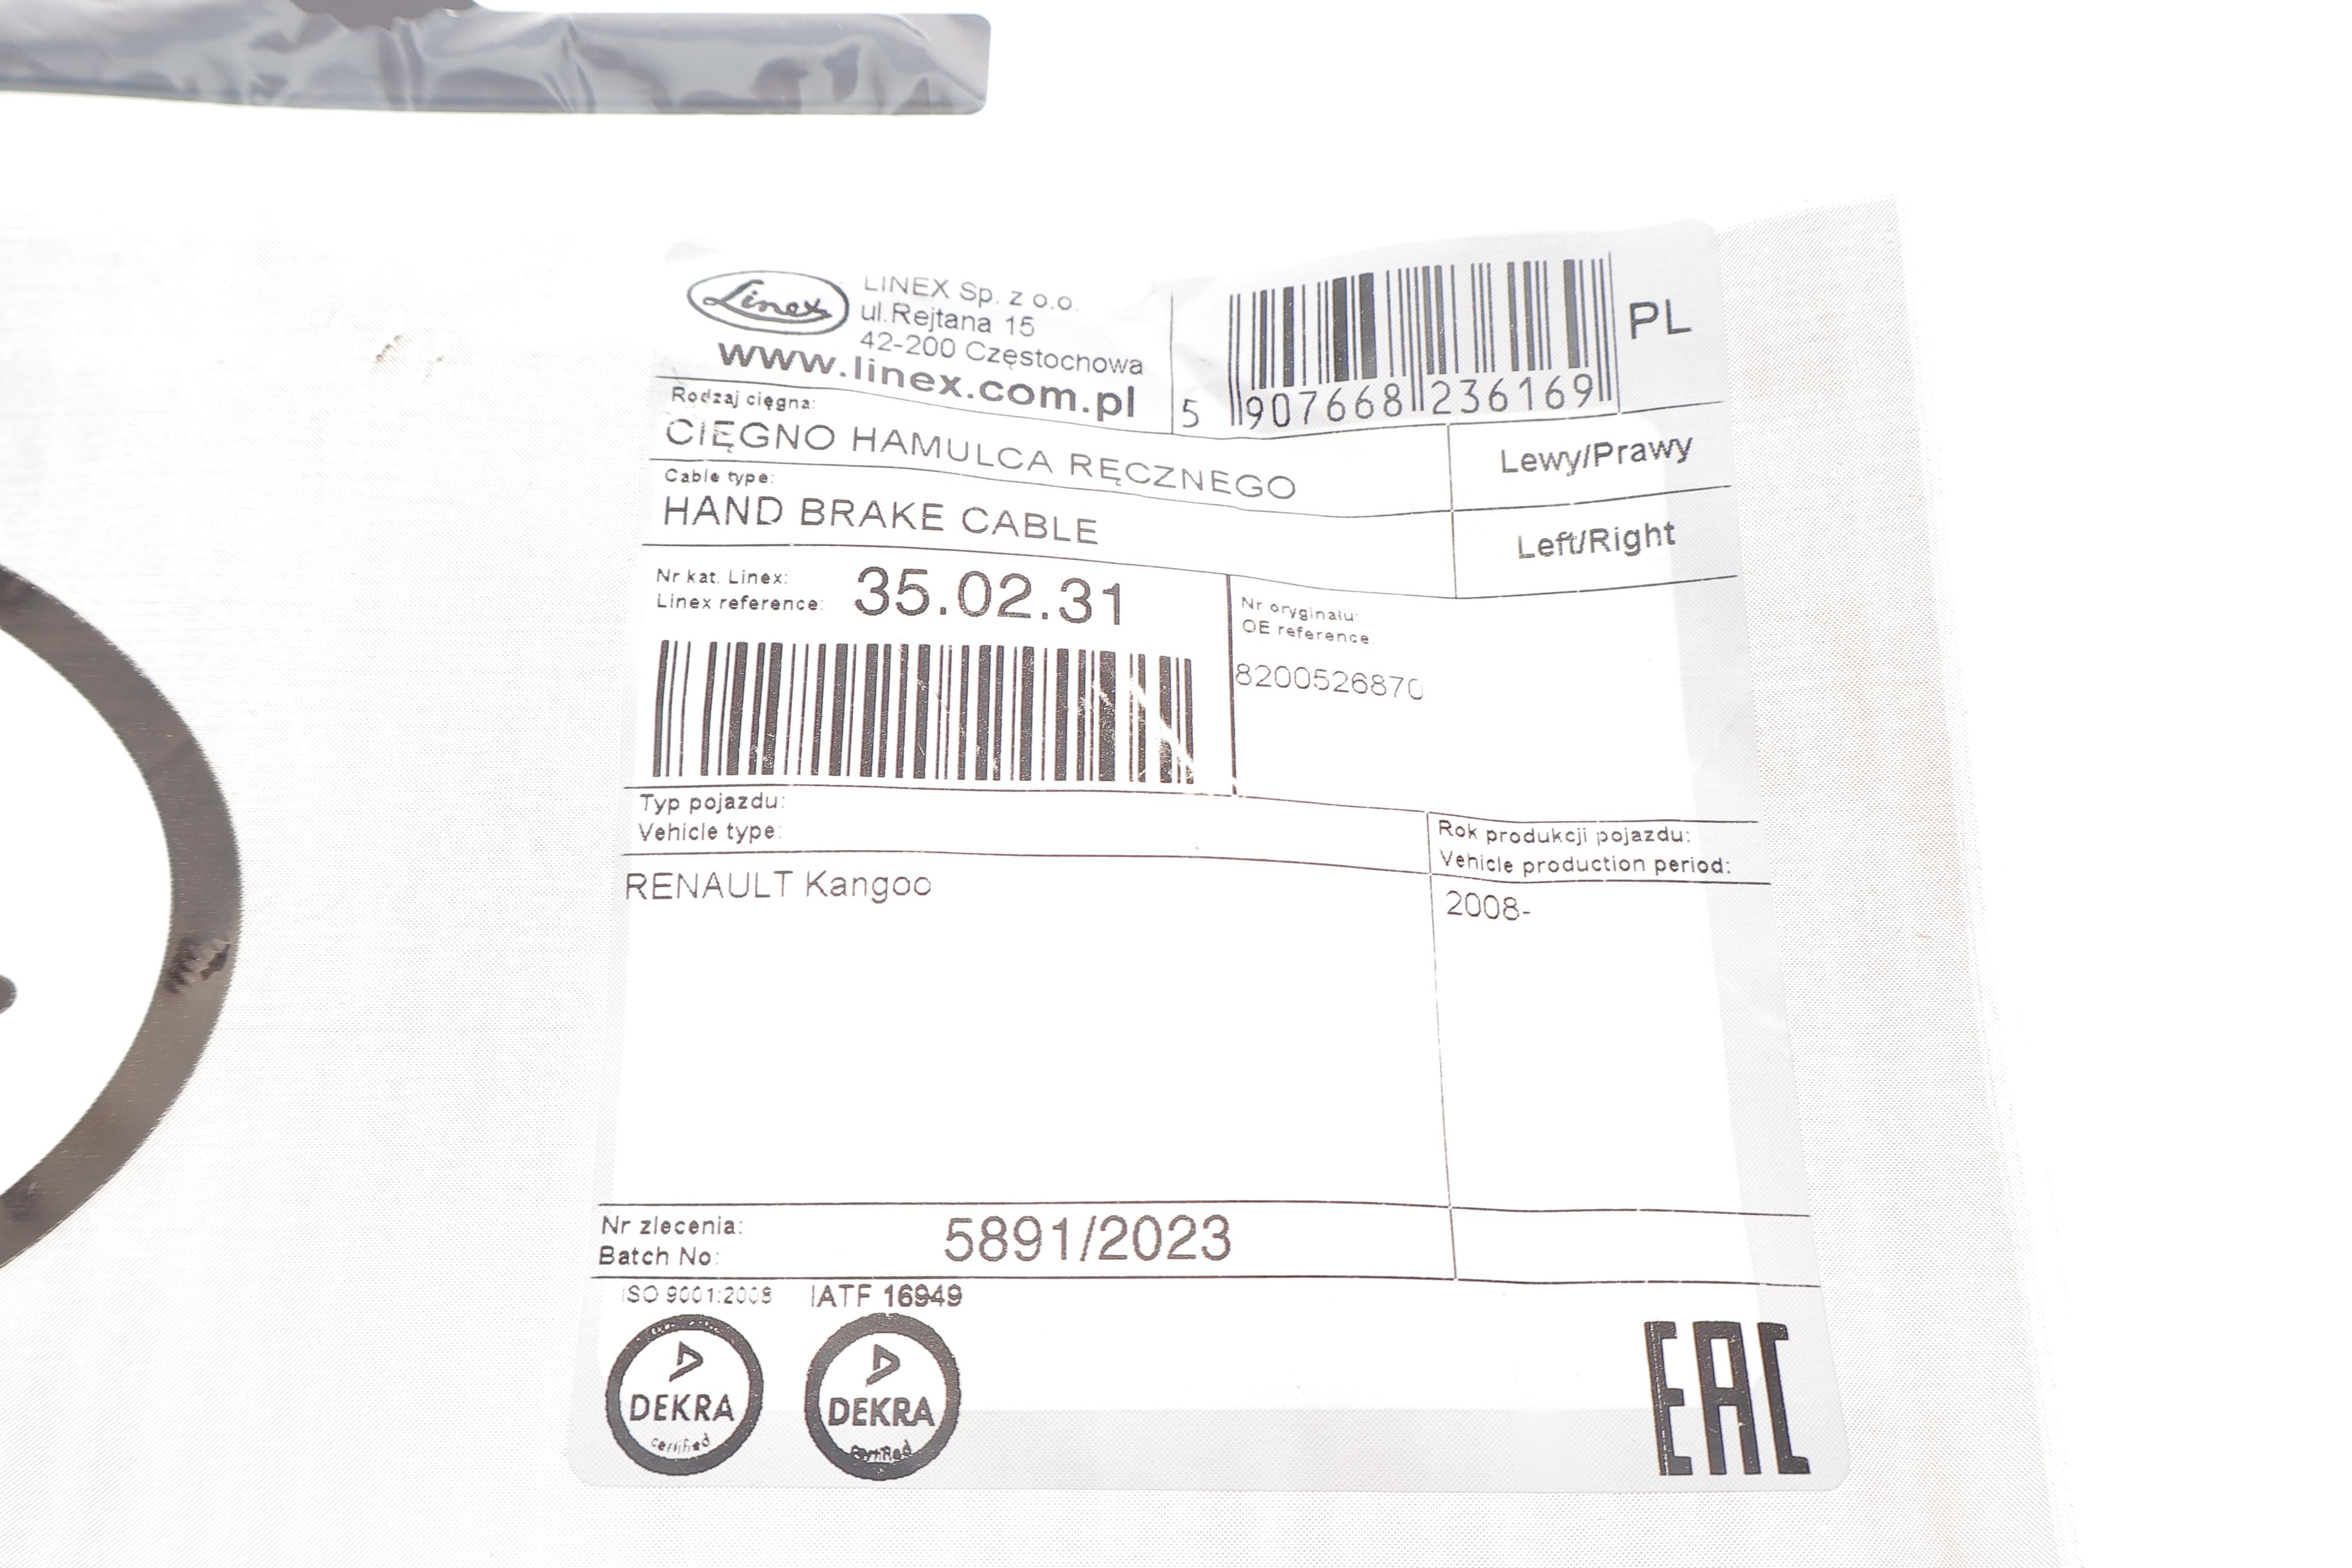 Linex
LINEX Sp. z o.o.
ul.Rejtana 15
42-200 Częstochowa
www.linex.com.pl
5 907668 236169
PL
Rodzaj cięgna:
CIĘGNO HAMULCA RĘCZNEGO
Lewy/Prawy
Cable type:
HAND BRAKE CABLE
Left/Right
Nr kat. Linex:
Linex reference:
35.02.31
Nr oryginału:
OE reference
8200526870
Typ pojazdu:
Vehicle type:
Rok produkcji pojazdu:
Vehicle production period:
RENAULT Kangoo
2008-
Nr zlecenia:
Batch No:
5891/2023
ISO 9001:2008
IATF 16949
DEKRA
certified
DEKRA
certified
EAC